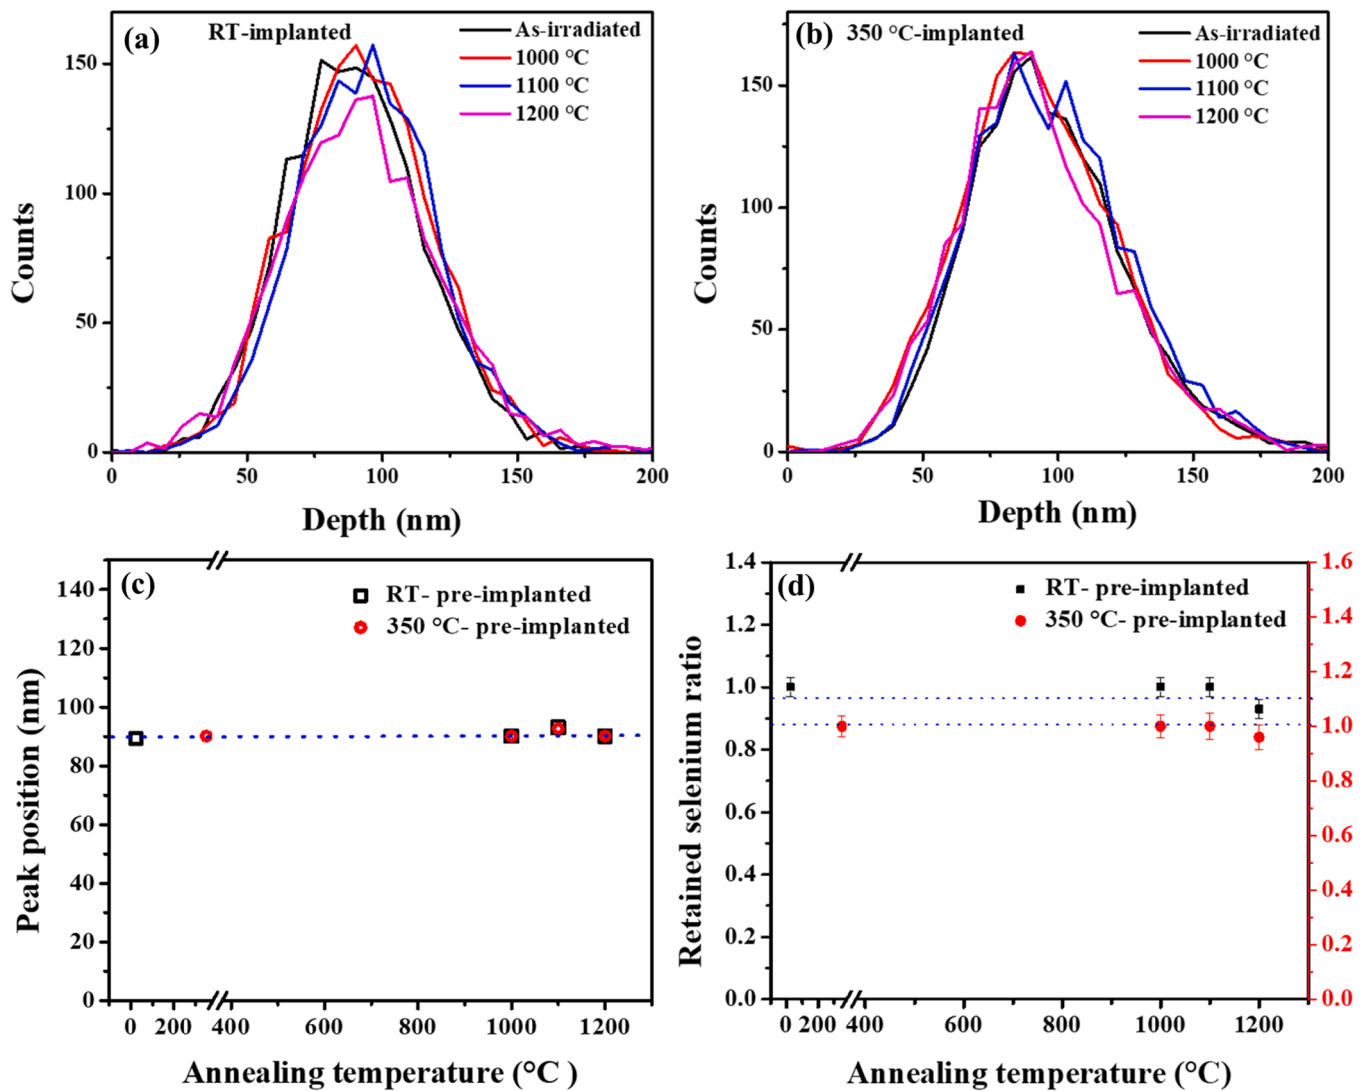 (a)
RT-implanted
As-irradiated
1000 °C
1100 °C
1200 °C
150
100
50
0
Counts
0
50
100
150
200
Depth (nm)
(b)
350 °C-implanted
As-irradiated
1000 °C
1100 °C
1200 °C
150
100
50
0
Counts
0
50
100
150
200
Depth (nm)
(c)
RT- pre-implanted
350 °C- pre-implanted
140
120
100
80
60
40
20
0
Peak position (nm)
0
200
400
600
800
1000
1200
Annealing temperature (°C )
(d)
RT- pre-implanted
350 °C- pre-implanted
1.4
1.2
1.0
0.8
0.6
0.4
0.2
0.0
Retained selenium ratio
1.6
1.4
1.2
1.0
0.8
0.6
0.4
0.2
0.0
0
200
400
600
800
1000
1200
Annealing temperature (°C)